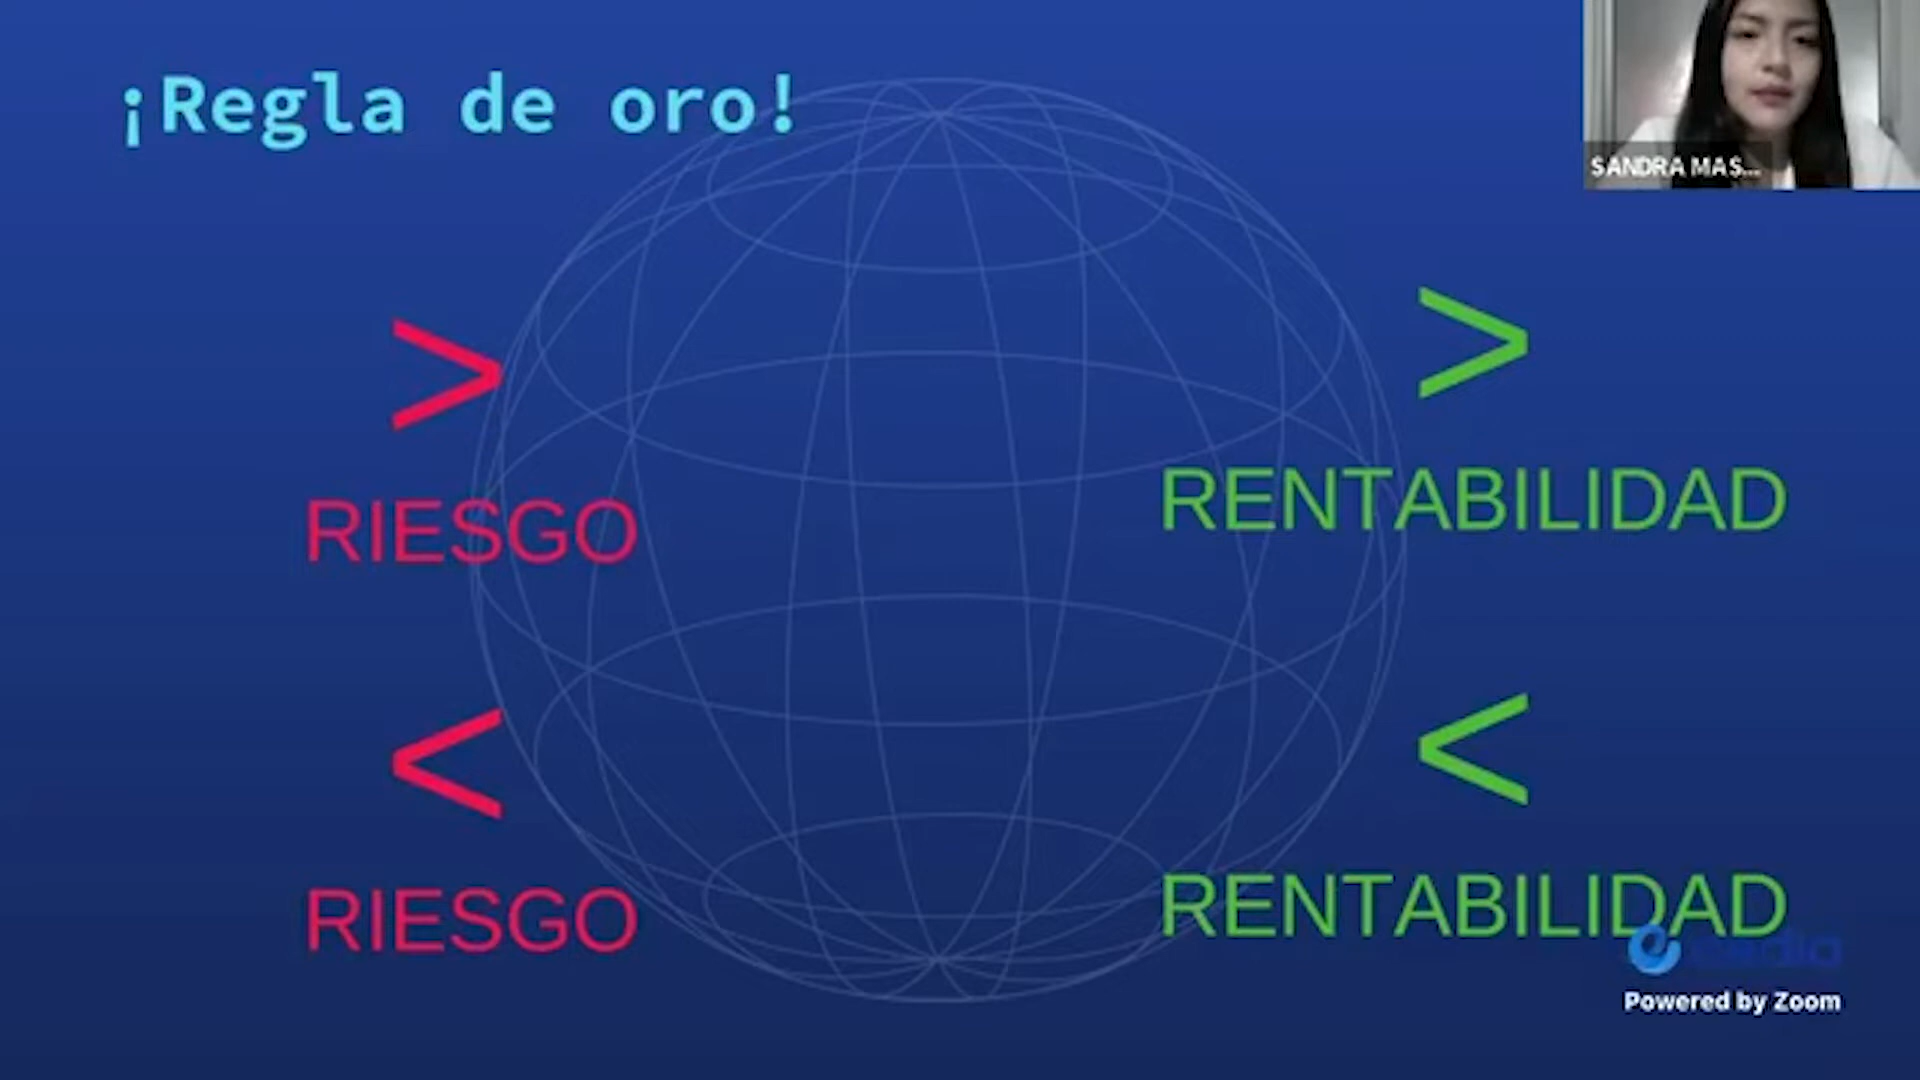 ¡Regla de oro!
SANDRA MAS...
>
>
RIESGO
RENTABILIDAD
<
<
RIESGO
RENTABILIDAD
Powered by Zoom